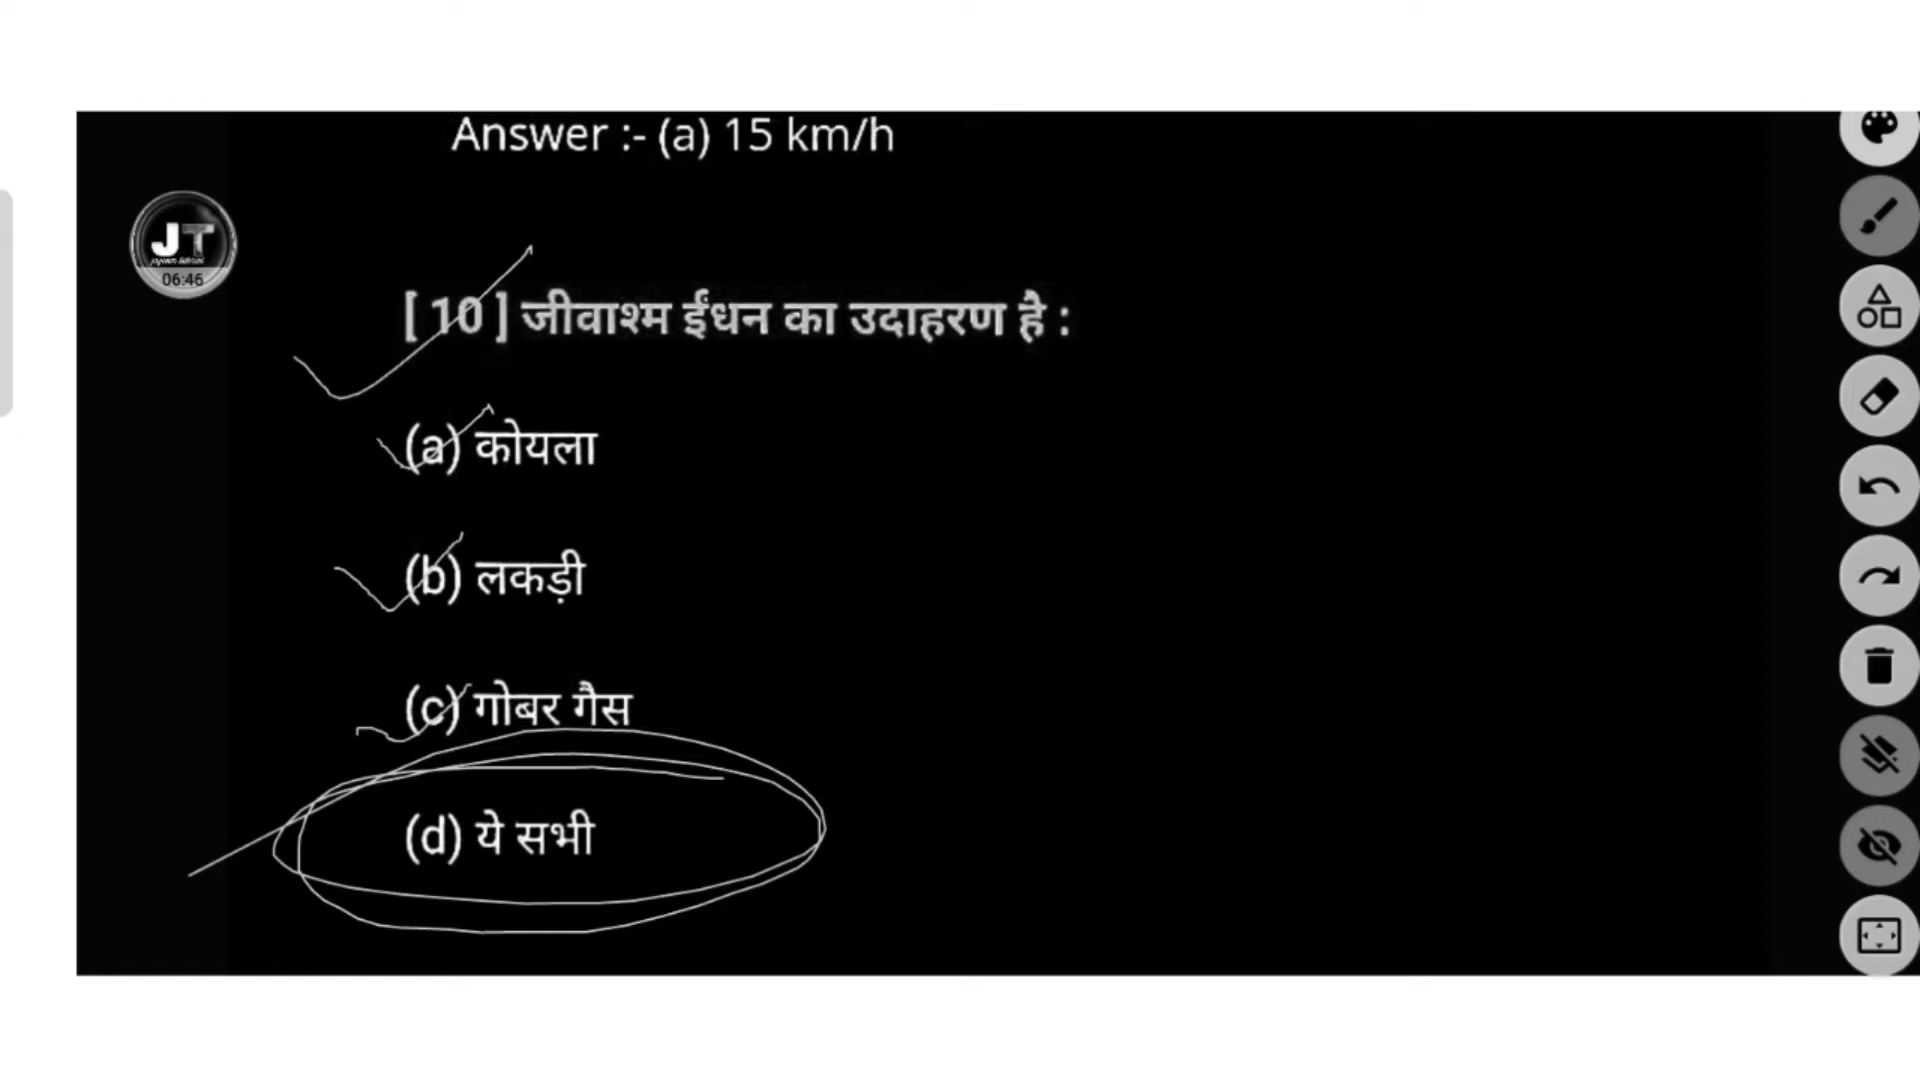 Answer :- (a) 15 km/h
JT
06:46
[ 10 ] जीवाश्म ईंधन का उदाहरण है :
(a) कोयला
(b) लकड़ी
(c) गोबर गैस
(d) ये सभी